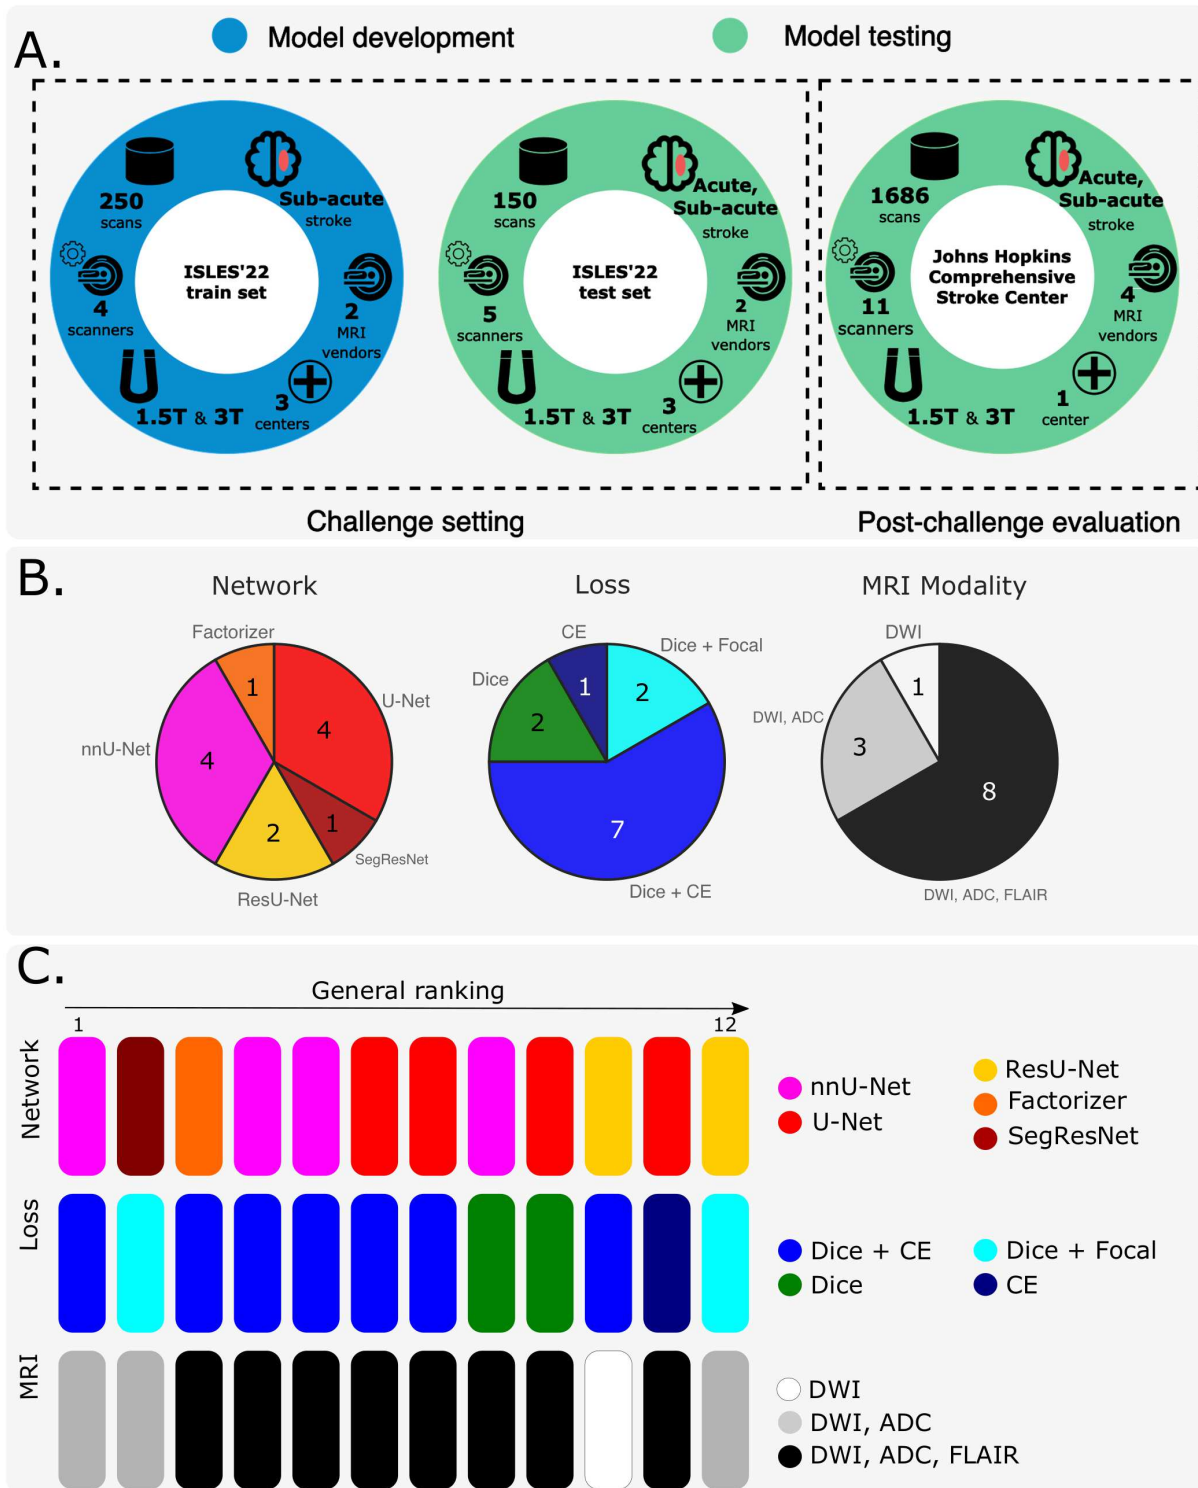 A.
Model development
Model testing
250
scans
Sub-acute
stroke
4
scanners
ISLES'22
train set
2
MRI
vendors
1.5T & 3T
3
centers
150
scans
Acute,
Sub-acute
stroke
5
scanners
ISLES'22
test set
2
MRI
vendors
1.5T & 3T
3
centers
1686
scans
Acute,
Sub-acute
stroke
11
scanners
Johns Hopkins
Comprehensive
Stroke Center
4
MRI
vendors
1.5T & 3T
1
center
Challenge setting
Post-challenge evaluation
B.
Network
Factorizer
1
U-Net
4
nnU-Net
4
2
1
SegResNet
ResU-Net
Loss
CE
1
Dice + Focal
2
Dice
2
7
Dice + CE
MRI Modality
DWI
1
DWI, ADC
3
8
DWI, ADC, FLAIR
C.
General ranking
1
12
Network
nnU-Net
U-Net
ResU-Net
Factorizer
SegResNet
Loss
Dice + CE
Dice
Dice + Focal
CE
MRI
DWI
DWI, ADC
DWI, ADC, FLAIR